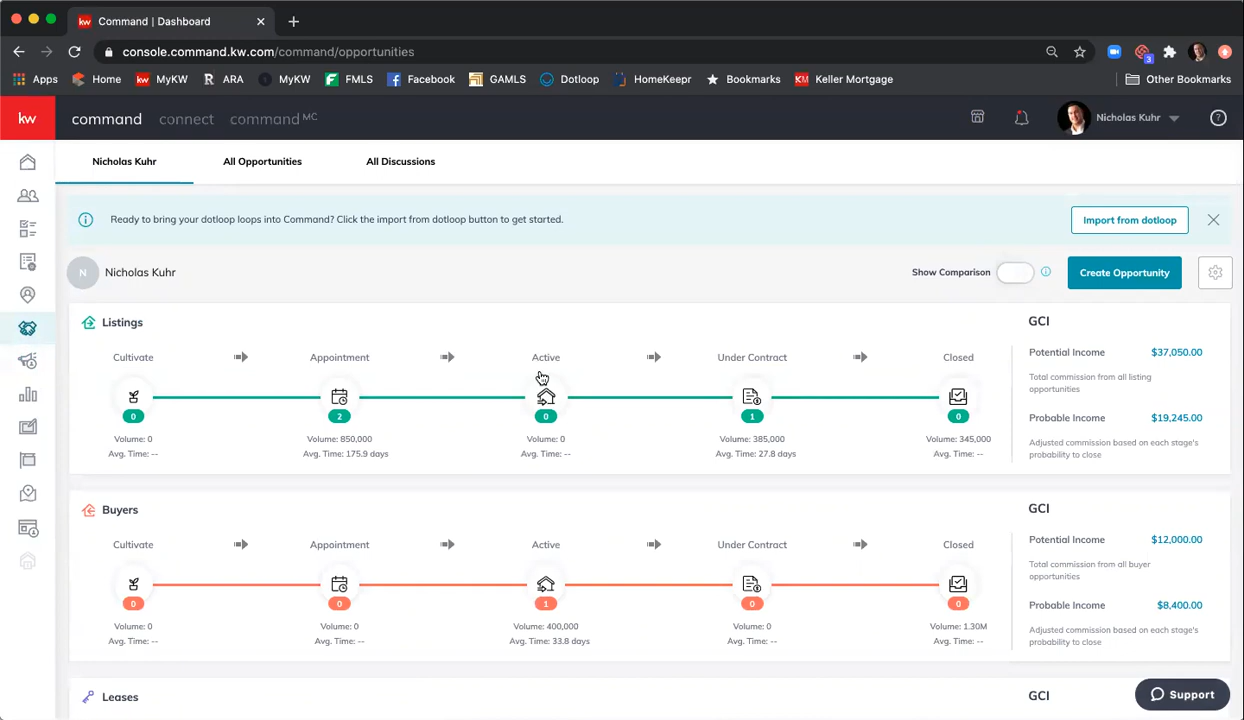 kw Command | Dashboard
console.command.kw.com/command/opportunities
3
Apps Home kw MyKW R ARA MyKW F FMLS Facebook GAMLS Dotloop HomeKeepr Bookmarks KM Keller Mortgage Other Bookmarks
kw command connect command MC Nicholas Kuhr ?
Nicholas Kuhr All Opportunities All Discussions
Ready to bring your dotloop loops into Command? Click the import from dotloop button to get started. Import from dotloop
N Nicholas Kuhr Show Comparison Create Opportunity
Listings GCI
Cultivate Appointment Active Under Contract Closed
0 2 0 1 0
Volume: 0 Volume: 850,000 Volume: 0 Volume: 385,000 Volume: 345,000
Avg. Time: -- Avg. Time: 175.9 days Avg. Time: -- Avg. Time: 27.8 days Avg. Time: --
Potential Income $37,050.00
Total commission from all listing
opportunities
Probable Income $19,245.00
Adjusted commission based on each stage's
probability to close
Buyers GCI
Cultivate Appointment Active Under Contract Closed
0 0 1 0 0
Volume: 0 Volume: 0 Volume: 400,000 Volume: 0 Volume: 1.30M
Avg. Time: -- Avg. Time: -- Avg. Time: 33.8 days Avg. Time: -- Avg. Time: --
Potential Income $12,000.00
Total commission from all buyer
opportunities
Probable Income $8,400.00
Adjusted commission based on each stage's
probability to close
Leases GCI
Support